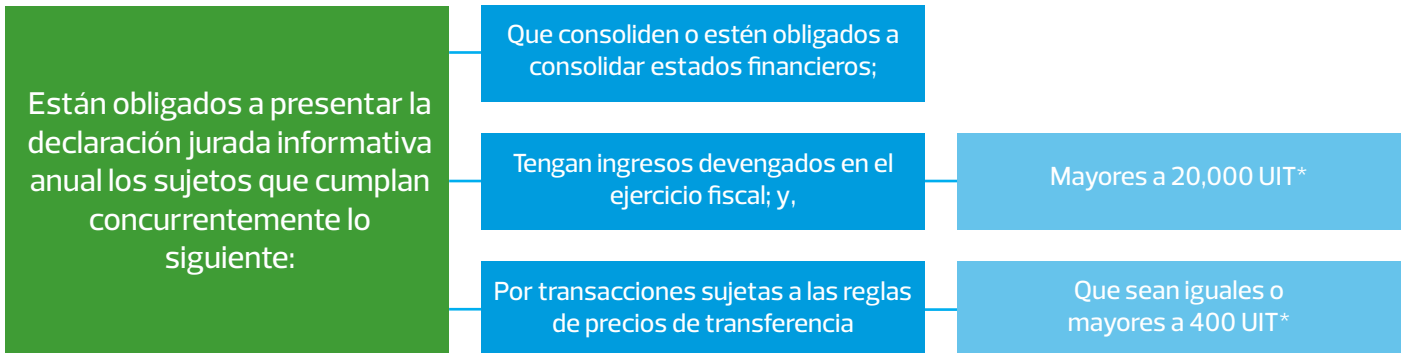 Están obligados a presentar la
declaración jurada informativa
anual los sujetos que cumplan
concurrentemente lo
siguiente:
Que consoliden o estén obligados a
consolidar estados financieros;
Tengan ingresos devengados en el
ejercicio fiscal; y,
Mayores a 20,000 UIT*
Por transacciones sujetas a las reglas
de precios de transferencia
Que sean iguales o
mayores a 400 UIT*